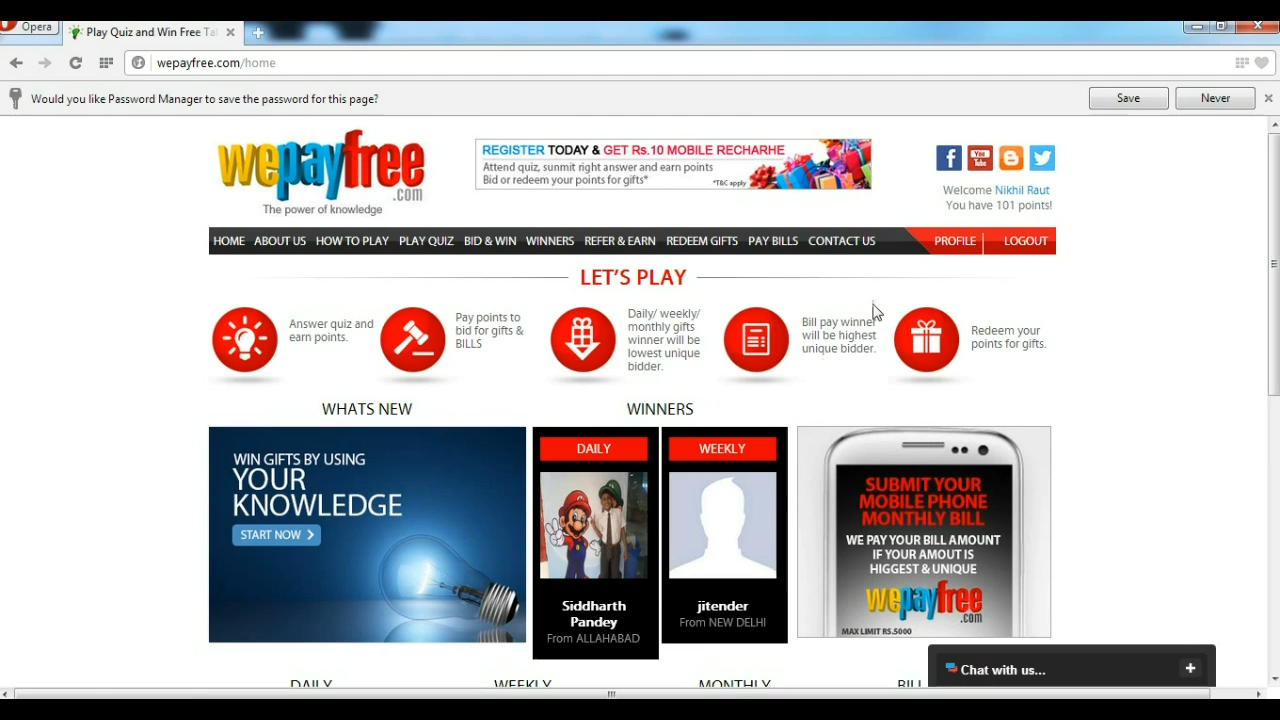 Opera
Play Quiz and Win Free Ta
wepayfree.com/home
Would you like Password Manager to save the password for this page?
Save
Never
wepayfree
.com
The power of knowledge
REGISTER TODAY & GET Rs.10 MOBILE RECHARHE
Attend quiz, sunmit right answer and earn points
Bid or redeem your points for gifts*
*T&C apply
You Tube
Welcome Nikhil Raut
You have 101 points!
HOME ABOUT US HOW TO PLAY PLAY QUIZ BID & WIN WINNERS REFER & EARN REDEEM GIFTS PAY BILLS CONTACT US PROFILE LOGOUT
LET'S PLAY
Answer quiz and
earn points.
Pay points to
bid for gifts &
BILLS
Daily/ weekly/
monthly gifts
winner will be
lowest unique
bidder.
Bill pay winner
will be highest
unique bidder.
Redeem your
points for gifts.
WHATS NEW
WINNERS
WIN GIFTS BY USING
YOUR
KNOWLEDGE
START NOW
DAILY
Siddharth
Pandey
From ALLAHABAD
WEEKLY
jitender
From NEW DELHI
SUBMIT YOUR
MOBILE PHONE
MONTHLY BILL
WE PAY YOUR BILL AMOUNT
IF YOUR AMOUT IS
HIGGEST & UNIQUE
wepayfree
.com
MAX LIMIT RS.5000
Chat with us...
DAILY WEEKLY MONTHLY BILL